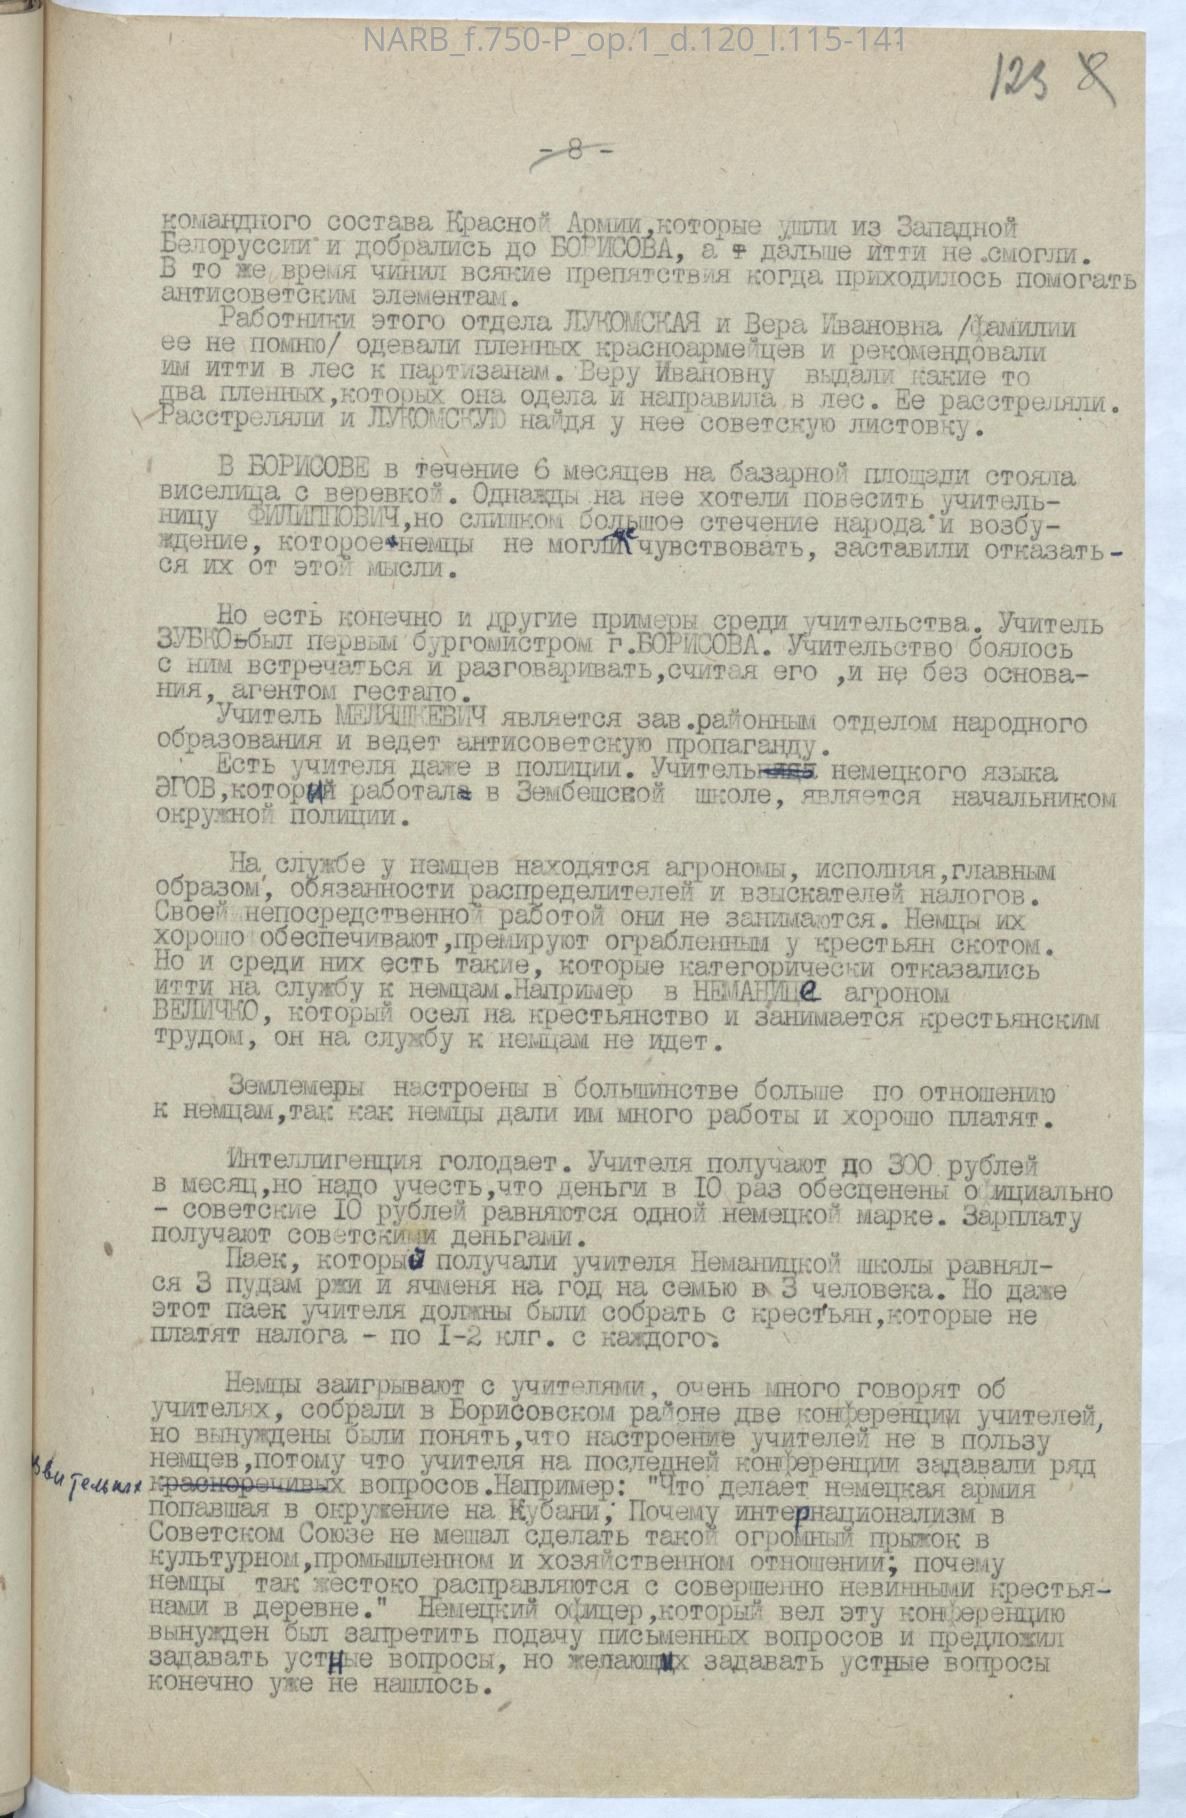 NARB_f.750-P_op.1_d.120_l.115-141
123 8
- 8 -
командного состава Красной Армии,которые ушли из Западной
Белоруссии и добрались до БОРИСОВА, а дальше итти не смогли.
В то же время чинил всякие препятствия когда приходилось помогать
антисоветским элементам.
Работники этого отдела ЛУКОМСКАЯ и Вера Ивановна /фамилии
ее не помню/ одевали пленных красноармейцев и рекомендовали
им итти в лес к партизанам. Веру Ивановну выдали какие то
два пленных,которых она одела и направила в лес. Ее расстреляли.
Расстреляли и ЛУКОМСКУЮ найдя у нее советскую листовку.
В БОРИСОВЕ в течение 6 месяцев на базарной площади стояла
виселица с веревкой. Однажды на нее хотели повесить учитель-
ницу ФИЛИППОВИЧ,но слишком большое стечение народа и возбу-
ждение, которое немцы не могли не чувствовать, заставили отказать-
ся их от этой мысли.
Но есть конечно и другие примеры среди учительства. Учитель
ЗУБКО был первым бургомистром г.БОРИСОВА. Учительство боялось
с ним встречаться и разговаривать,считая его ,и не без основа-
ния, агентом гестапо.
Учитель МЕЛЯШКЕВИЧ является зав.районным отделом народного
образования и ведет антисоветскую пропаганду.
Есть учителя даже в полиции. Учитель немецкого языка
ЭГОВ,который работал в Зембешской школе, является начальником
окружной полиции.
На службе у немцев находятся агрономы, исполняя,главным
образом, обязанности распределителей и взыскателей налогов.
Своей непосредственной работой они не занимаются. Немцы их
хорошо обеспечивают,премируют ограбленным у крестьян скотом.
Но и среди них есть такие, которые категорически отказались
итти на службу к немцам.Например в НЕМАНИЦе агроном
ВЕЛИЧКО, который осел на крестьянство и занимается крестьянским
трудом, он на службу к немцам не идет.
Землемеры настроены в большинстве больше по отношению
к немцам,так как немцы дали им много работы и хорошо платят.
Интеллигенция голодает. Учителя получают до 300 рублей
в месяц,но надо учесть,что деньги в 10 раз обесценены официально
- советские 10 рублей равняются одной немецкой марке. Зарплату
получают советскими деньгами.
Паек, который получали учителя Неманицкой школы равнял-
ся 3 пудам ржи и ячменя на год на семью в 3 человека. Но даже
этот паек учителя должны были собрать с крестьян,которые не
платят налога - по I-2 клг. с каждого.
Немцы заигрывают с учителями, очень много говорят об
учителях, собрали в Борисовском районе две конференции учителей,
но вынуждены были понять,что настроение учителей не в пользу
немцев,потому что учителя на последней конференции задавали ряд
язвительных красноречивых вопросов.Например: "Что делает немецкая армия
попавшая в окружение на Кубани; Почему интернационализм в
Советском Союзе не мешал сделать такой огромный прыжок в
культурном,промышленном и хозяйственном отношении; почему
немцы так жестоко расправляются с совершенно невинными крестья-
нами в деревне." Немецкий офицер,который вел эту конференцию
вынужден был запретить подачу письменных вопросов и предложил
задавать устные вопросы, но желающих задавать устные вопросы
конечно уже не нашлось.